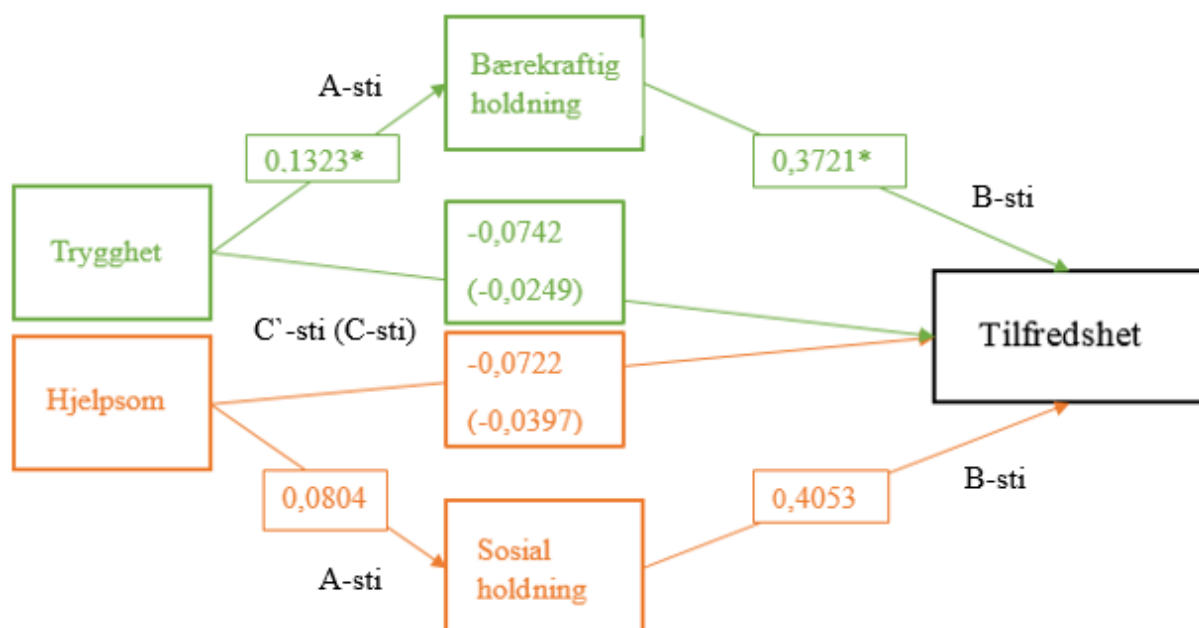 Bærekraftig
holdning
A-sti
0,1323*
0,3721*
B-sti
Trygghet
-0,0742
(-0,0249)
C`-sti (C-sti)
Tilfredshet
Hjelpsom
-0,0722
(-0,0397)
0,0804
0,4053
B-sti
A-sti
Sosial
holdning